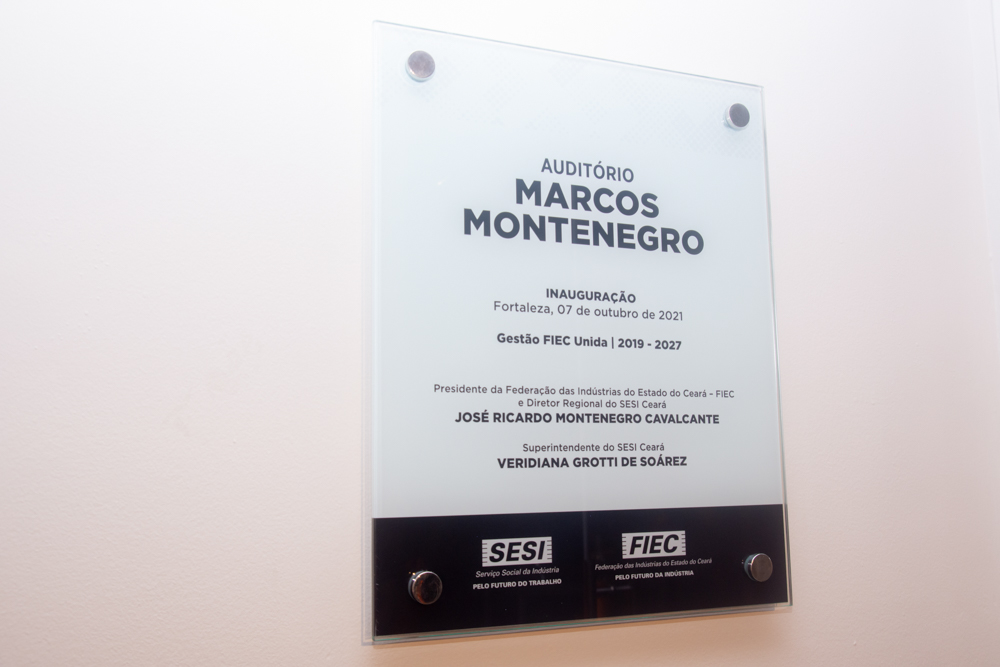 AUDITÓRIO
MARCOS
MONTENEGRO
INAUGURAÇÃO
Fortaleza, 07 de outubro de 2021
Gestão FIEC Unida | 2019 - 2027
Presidente da Federação das Indústrias do Estado do Ceará - FIEC
e Diretor Regional do SESI Ceará
JOSÉ RICARDO MONTENEGRO CAVALCANTE
Superintendente do SESI Ceará
VERIDIANA GROTTI DE SOÁREZ
SESI
Serviço Social da Indústria
PELO FUTURO DO TRABALHO
FIEC
Federação das Indústrias do Estado do Ceará
PELO FUTURO DA INDÚSTRIA